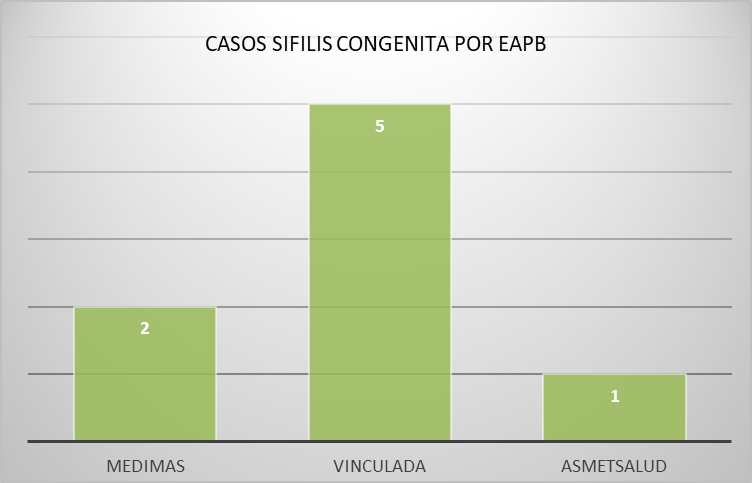 CASOS SIFILIS CONGENITA POR EAPB
5
2
1
MEDIMAS VINCULADA ASMETSALUD